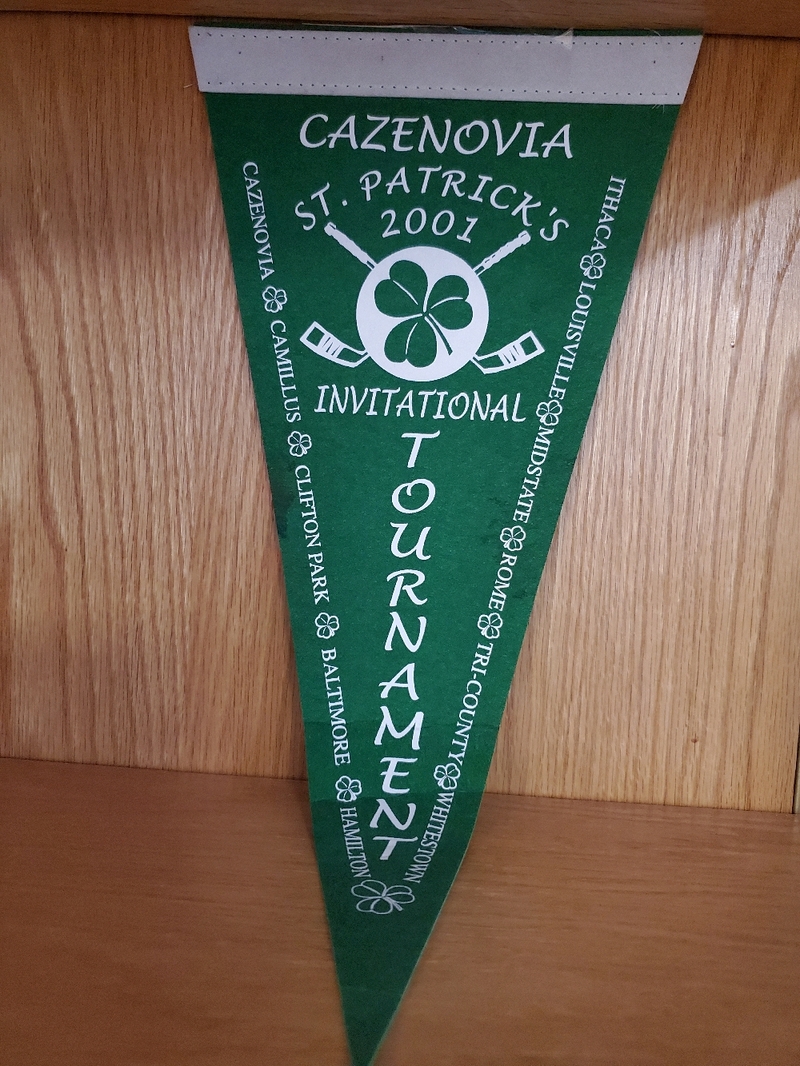 CAZENOVIA
ST. PATRICK'S
2001
INVITATIONAL
TOURNAMENT
CAZENOVIA CAMILLUS CLIFTON PARK BALTIMORE HAMILTON
ITHACA LOUISVILLE MIDSTATE ROME TRI-COUNTY WHITESTOWN